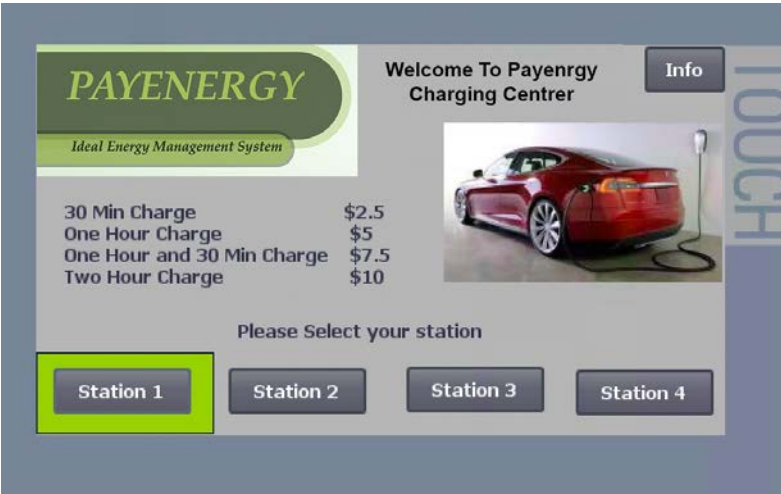 PAYENERGY
Ideal Energy Management System
Welcome To Payenrgy
Charging Centrer
Info
TOUCH
30 Min Charge $2.5
One Hour Charge $5
One Hour and 30 Min Charge $7.5
Two Hour Charge $10
Please Select your station
Station 1
Station 2
Station 3
Station 4